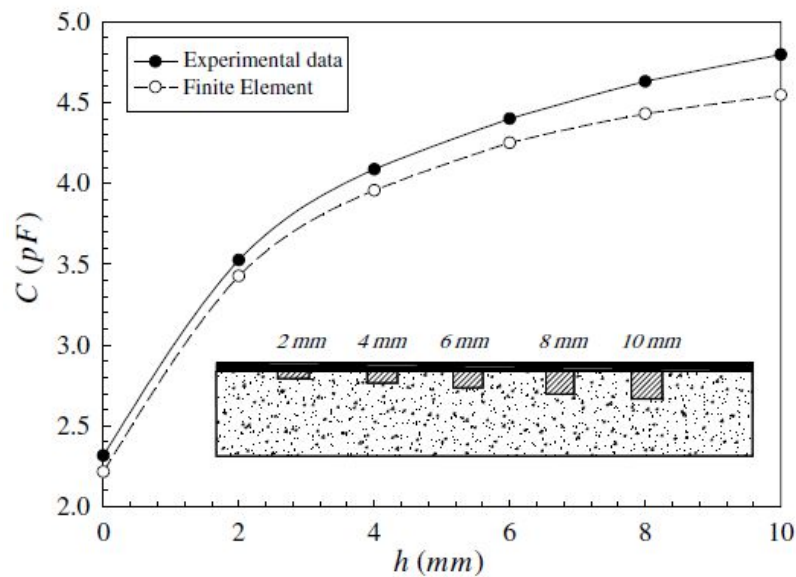 5.0
Experimental data
Finite Element
4.5
4.0
3.5
3.0
2.5
2.0
C (pF)
2 mm 4 mm 6 mm 8 mm 10 mm
0 2 4 6 8 10
h (mm)